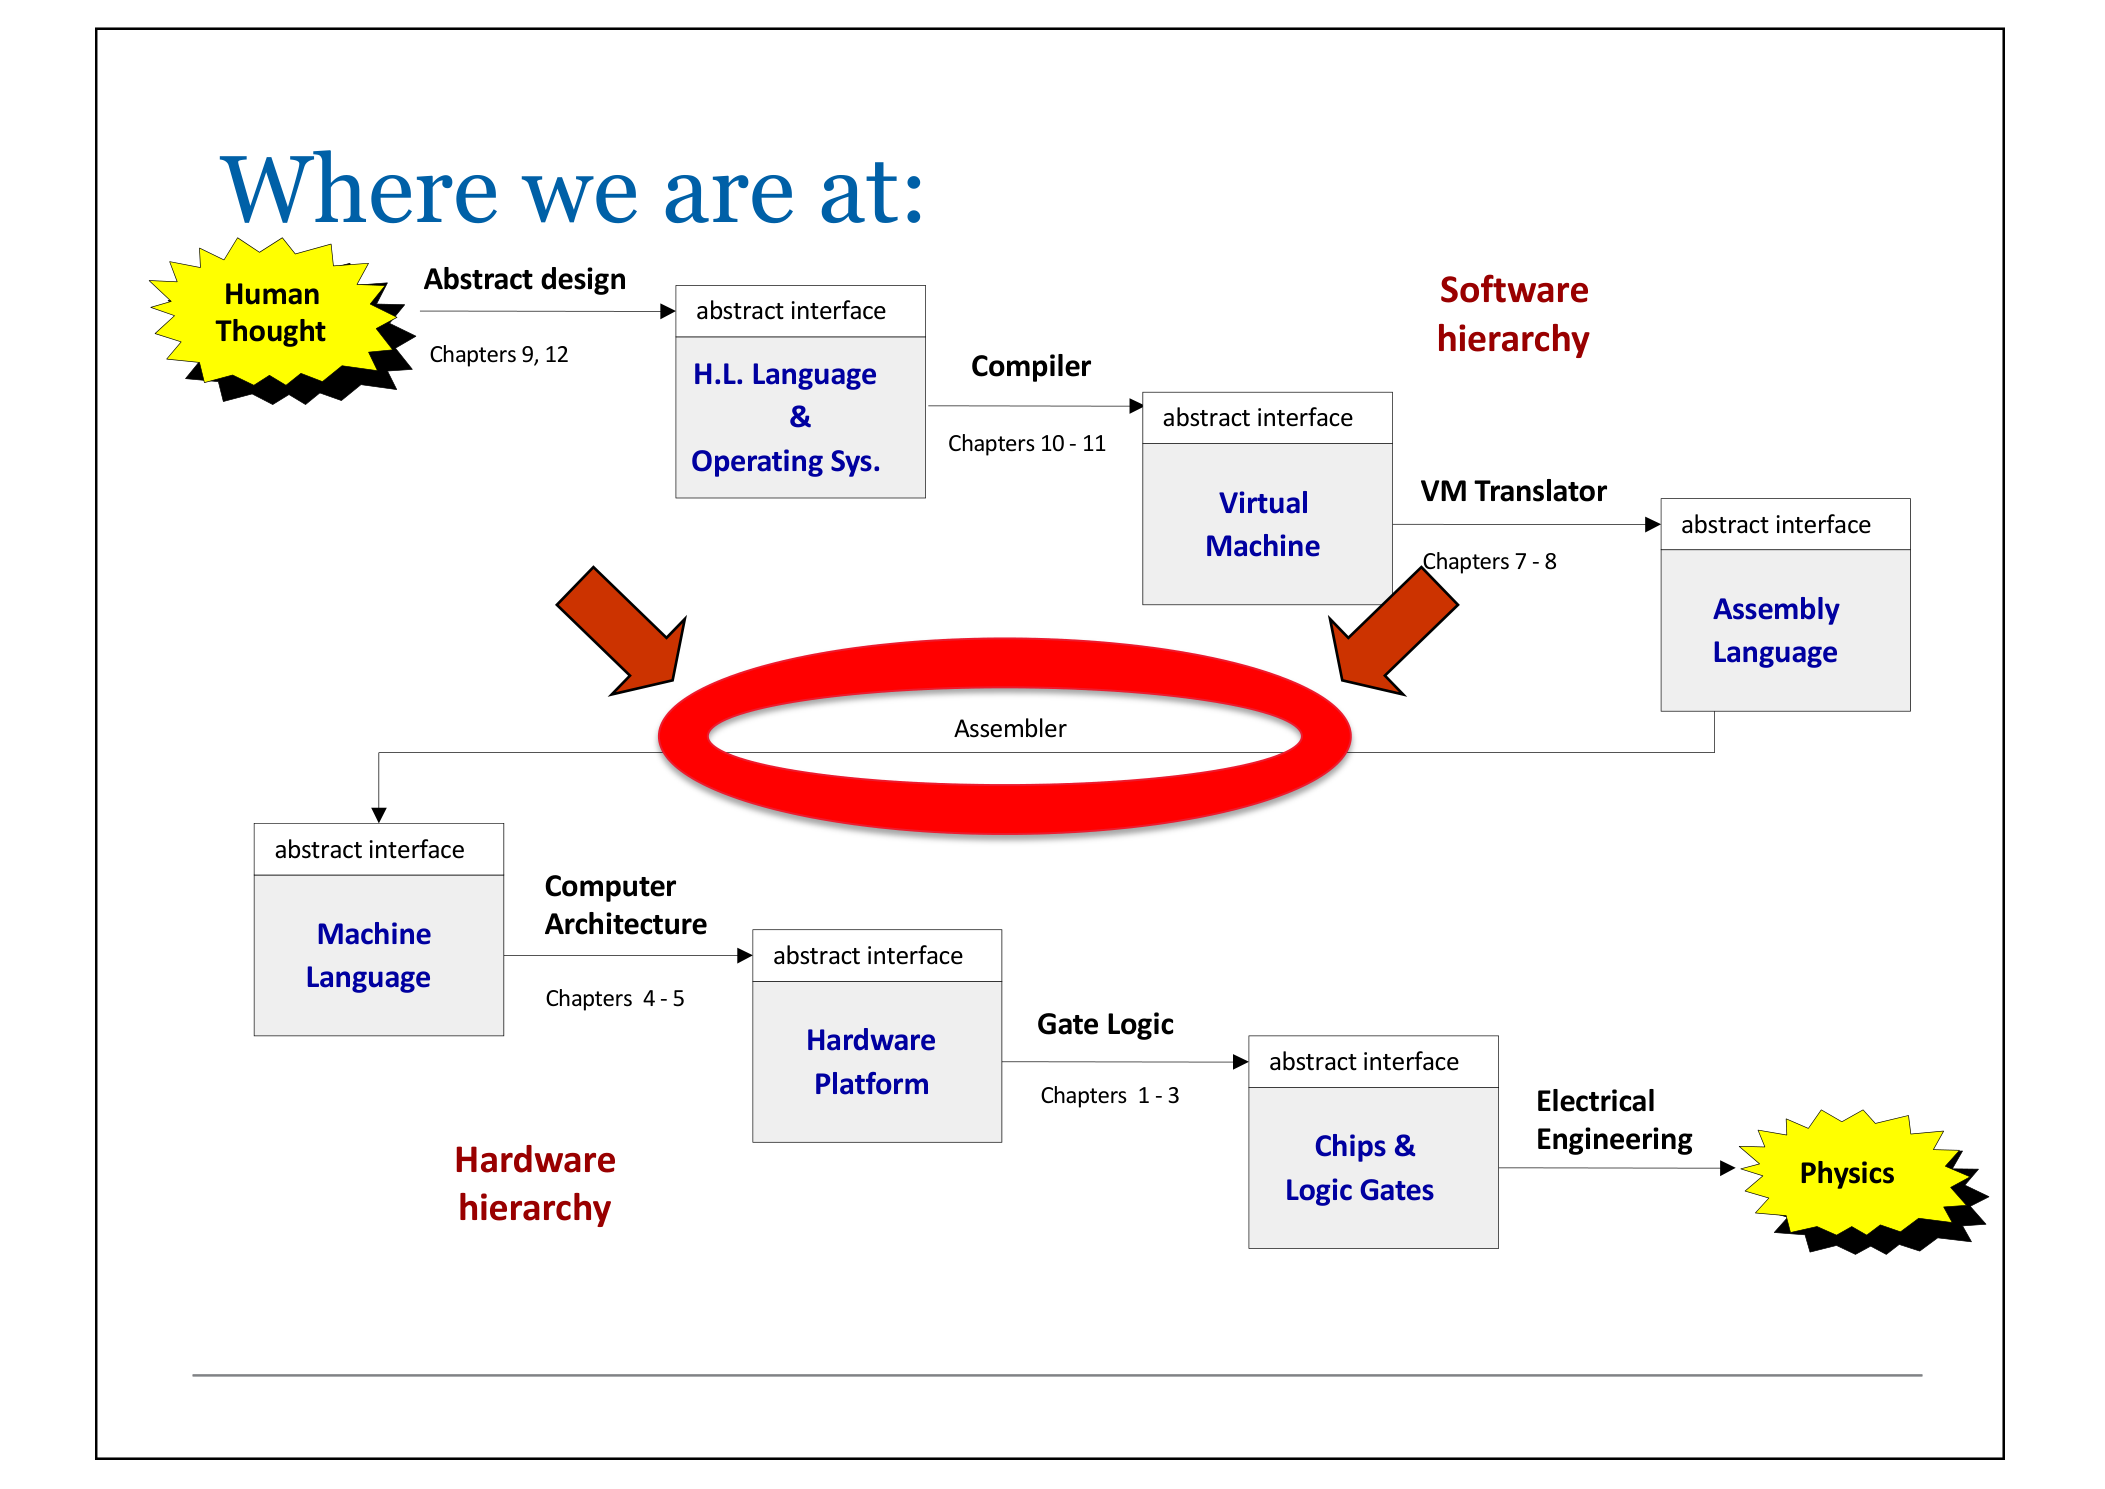 Where we are at:
Human
Thought
Abstract design
Chapters 9, 12
abstract interface
H.L. Language
&
Operating Sys.
Compiler
Chapters 10 - 11
Software
hierarchy
abstract interface
Virtual
Machine
VM Translator
Chapters 7 - 8
abstract interface
Assembly
Language
Assembler
abstract interface
Machine
Language
Computer
Architecture
Chapters  4 - 5
abstract interface
Hardware
Platform
Gate Logic
Chapters  1 - 3
Hardware
hierarchy
abstract interface
Chips &
Logic Gates
Electrical
Engineering
Physics